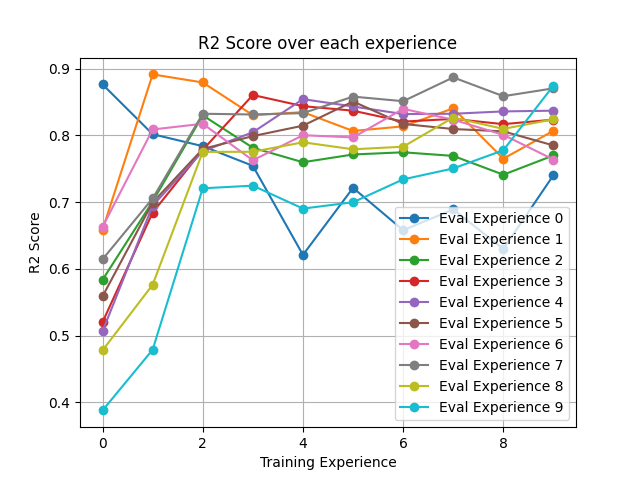 R2 Score over each experience
0.9
0.8
0.7
0.6
0.5
0.4
R2 Score
0
2
4
6
8
Training Experience
Eval Experience 0
Eval Experience 1
Eval Experience 2
Eval Experience 3
Eval Experience 4
Eval Experience 5
Eval Experience 6
Eval Experience 7
Eval Experience 8
Eval Experience 9